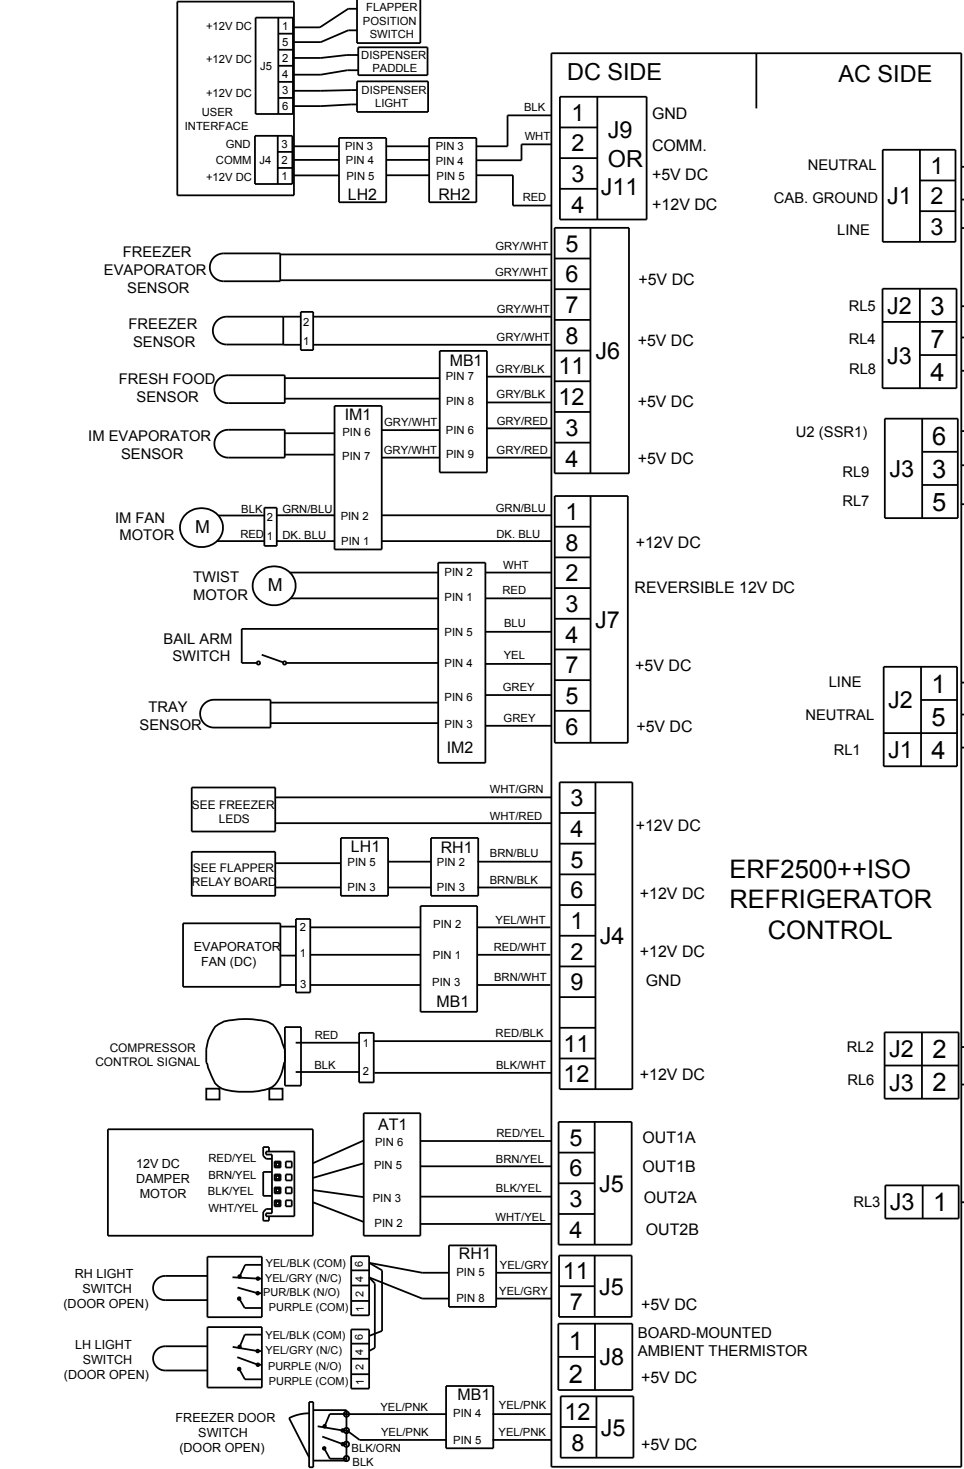 FLAPPER
POSITION
SWITCH
+12V DC
1
5
DISPENSER
PADDLE
+12V DC
J5
2
4
DISPENSER
LIGHT
+12V DC
3
6
USER
INTERFACE
GND
COMM
+12V DC
J4
3
2
1
PIN 3
PIN 4
PIN 5
LH2
PIN 3
PIN 4
PIN 5
RH2
BLK
WHT
RED
DC SIDE
AC SIDE
1
2
3
4
J9
OR
J11
GND
COMM.
+5V DC
+12V DC
NEUTRAL
CAB. GROUND
LINE
J1
1
2
3
FREEZER
EVAPORATOR
SENSOR
GRY/WHT
GRY/WHT
5
6
+5V DC
FREEZER
SENSOR
2
1
GRY/WHT
GRY/WHT
7
8
J6
+5V DC
RL5
J2
3
RL4
RL8
J3
7
4
FRESH FOOD
SENSOR
MB1
PIN 7
PIN 8
GRY/BLK
GRY/BLK
11
12
+5V DC
IM EVAPORATOR
SENSOR
IM1
PIN 6
PIN 7
GRY/WHT
GRY/WHT
PIN 6
PIN 9
GRY/RED
GRY/RED
3
4
+5V DC
U2 (SSR1)
RL9
RL7
J3
6
3
5
IM FAN
MOTOR
M
BLK
RED
2
1
GRN/BLU
DK. BLU
PIN 2
PIN 1
GRN/BLU
DK. BLU
1
8
+12V DC
TWIST
MOTOR
M
PIN 2
PIN 1
WHT
RED
2
3
REVERSIBLE 12V DC
J7
BAIL ARM
SWITCH
PIN 5
PIN 4
BLU
YEL
4
7
+5V DC
TRAY
SENSOR
PIN 6
PIN 3
IM2
GREY
GREY
5
6
+5V DC
LINE
NEUTRAL
J2
1
5
RL1
J1
4
SEE FREEZER
LEDS
WHT/GRN
WHT/RED
3
4
+12V DC
SEE FLAPPER
RELAY BOARD
LH1
PIN 5
PIN 3
RH1
PIN 2
PIN 3
BRN/BLU
BRN/BLK
5
6
+12V DC
ERF2500++ISO
REFRIGERATOR
CONTROL
EVAPORATOR
FAN (DC)
2
1
3
PIN 2
PIN 1
PIN 3
MB1
YEL/WHT
RED/WHT
BRN/WHT
1
2
9
J4
+12V DC
GND
COMPRESSOR
CONTROL SIGNAL
RED
BLK
1
2
RED/BLK
BLK/WHT
11
12
+12V DC
RL2
J2
2
RL6
J3
2
12V DC
DAMPER
MOTOR
RED/YEL
BRN/YEL
BLK/YEL
WHT/YEL
AT1
PIN 6
PIN 5
PIN 3
PIN 2
RED/YEL
BRN/YEL
BLK/YEL
WHT/YEL
5
6
3
4
J5
OUT1A
OUT1B
OUT2A
OUT2B
RL3
J3
1
RH LIGHT
SWITCH
(DOOR OPEN)
YEL/BLK (COM)
YEL/GRY (N/C)
PUR/BLK (N/O)
PURPLE (COM)
6
4
2
1
RH1
PIN 5
PIN 8
YEL/GRY
YEL/GRY
11
7
J5
+5V DC
LH LIGHT
SWITCH
(DOOR OPEN)
YEL/BLK (COM)
YEL/GRY (N/C)
PURPLE (N/O)
PURPLE (COM)
6
4
2
1
1
2
J8
BOARD-MOUNTED
AMBIENT THERMISTOR
+5V DC
FREEZER DOOR
SWITCH
(DOOR OPEN)
YEL/PNK
YEL/PNK
BLK/ORN
BLK
MB1
PIN 4
PIN 5
YEL/PNK
YEL/PNK
12
8
J5
+5V DC